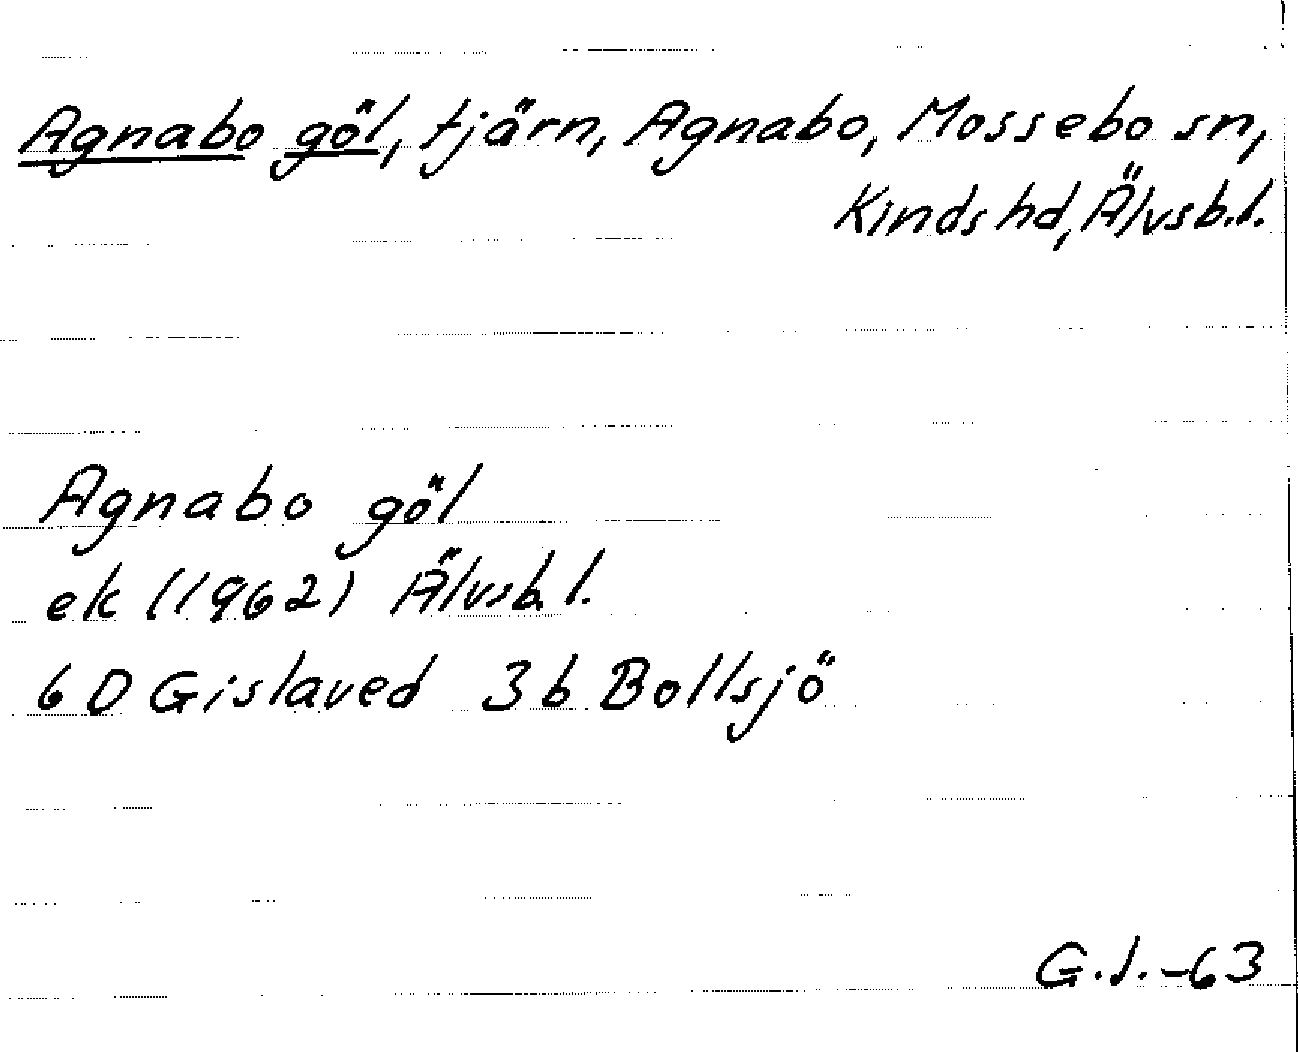 Agnabo göl, tjärn, Agnabo, Mossebo sn,
Kinds hd, Älvsb.l.
Agnabo göl
ek (1962) Älvsb.l.
6 D Gislaved 3 b Bollsjö
G.J.-63